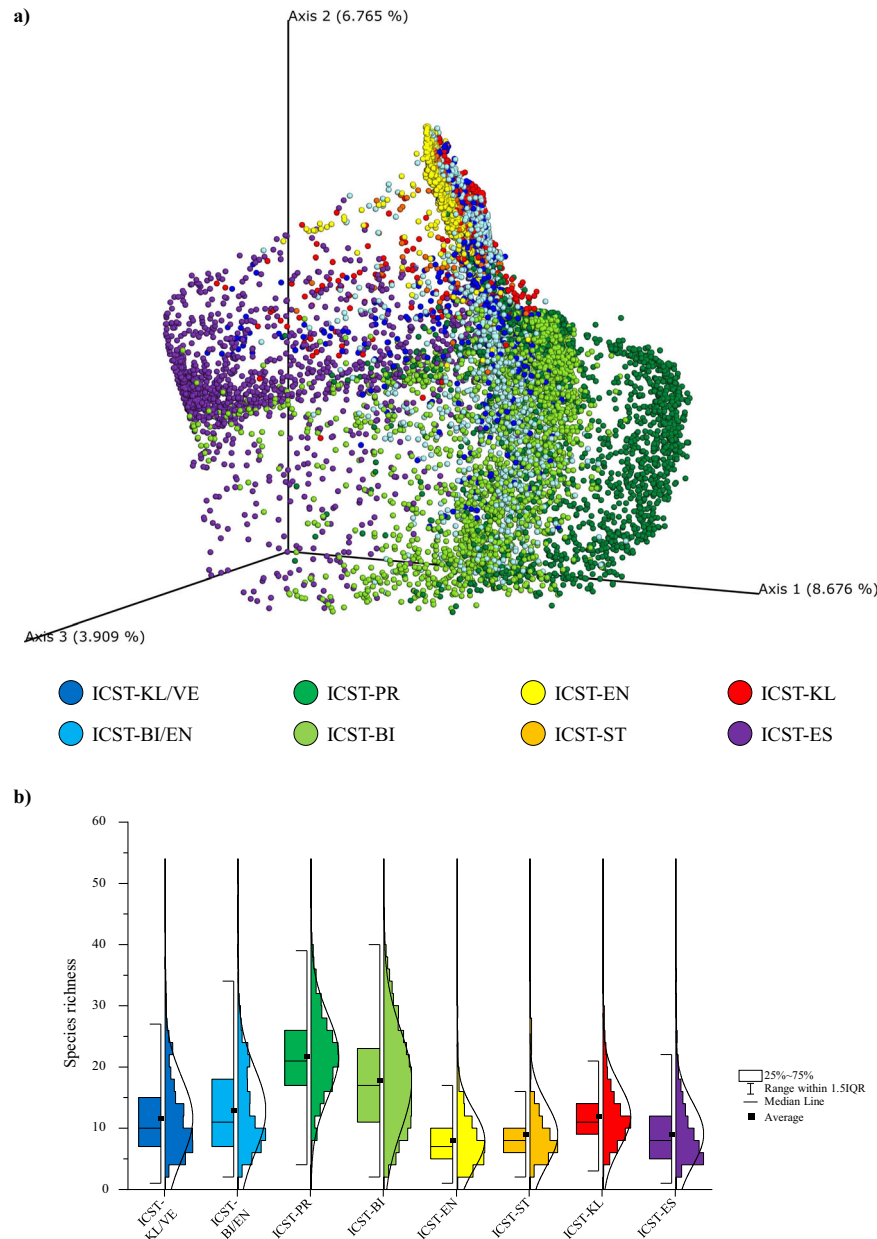 a)
Axis 2 (6.765 %)
Axis 1 (8.676 %)
Axis 3 (3.909 %)
ICST-KL/VE
ICST-PR
ICST-EN
ICST-KL
ICST-BI/EN
ICST-BI
ICST-ST
ICST-ES
b)
60
50
40
30
20
10
0
Species richness
25%~75%
Range within 1.5IQR
Median Line
Average
ICST-
KL/VE
ICST-
BI/EN
ICST-PR
ICST-BI
ICST-EN
ICST-ST
ICST-KL
ICST-ES